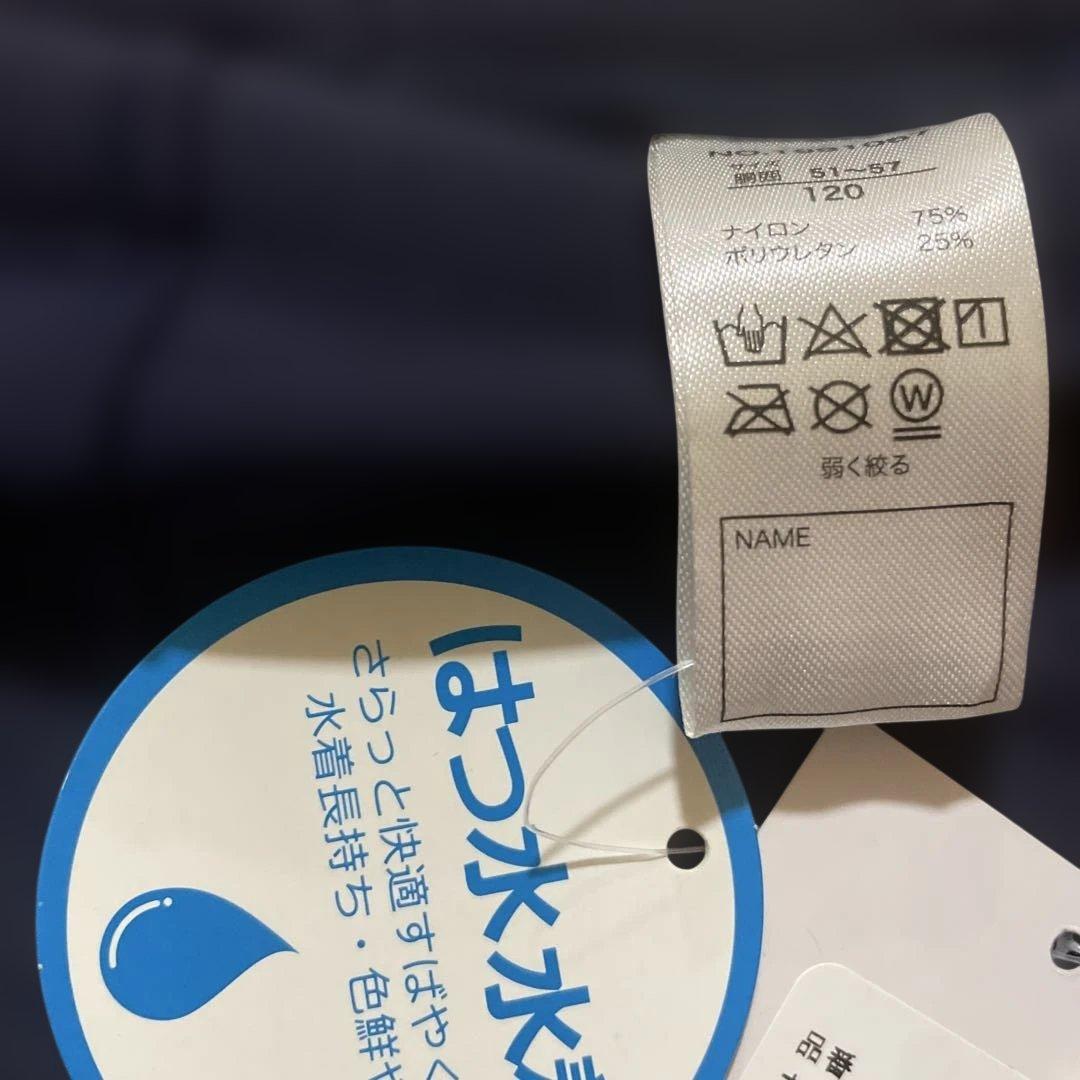 サイズ
胴囲 51～57
120
ナイロン 75%
ポリウレタン 25%
W
弱く絞る
NAME
はっ水水
さらっと快適すばやく
水着長持ち・色鮮や